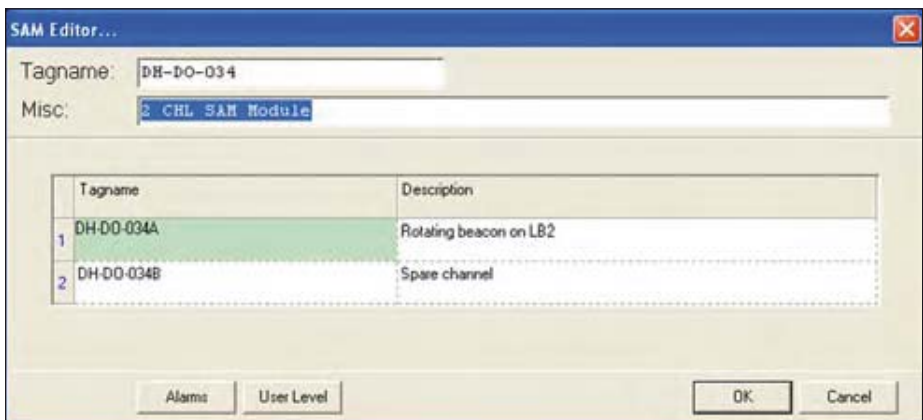 SAM Editor...
Tagname: DH-DO-034
Misc: 2 CHL SAM Module
Tagname Description
1 DH-DO-034A Rotating beacon on LB2
2 DH-DO-034B Spare channel
Alarms User Level OK Cancel